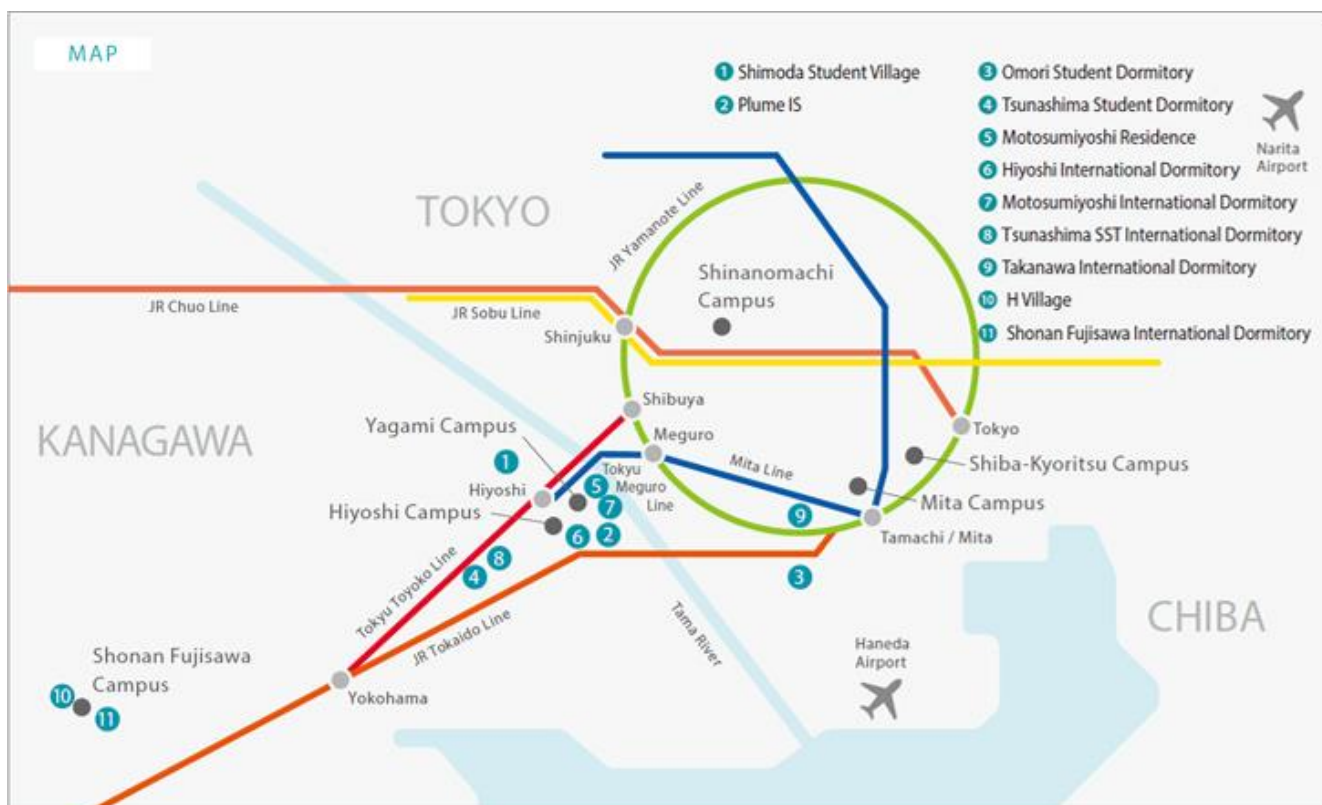 MAP
1 Shimoda Student Village
2 Plume IS
3 Omori Student Dormitory
4 Tsunashima Student Dormitory
5 Motosumiyoshi Residence
6 Hiyoshi International Dormitory
7 Motosumiyoshi International Dormitory
8 Tsunashima SST International Dormitory
9 Takanawa International Dormitory
10 H Village
11 Shonan Fujisawa International Dormitory
Narita
Airport
TOKYO
JR Yamanote Line
Shinanomachi
Campus
JR Chuo Line
JR Sobu Line
Shinjuku
Shibuya
KANAGAWA
Yagami Campus
Meguro
Tokyo
Shiba-Kyoritsu Campus
1
Hiyoshi
Tokyu
Meguro
Line
Mita Line
5
7
Mita Campus
Hiyoshi Campus
6
2
9
Tamachi / Mita
4
8
3
Tokyu Toyoko Line
JR Tokaido Line
Tama River
CHIBA
Haneda
Airport
Shonan Fujisawa
Campus
10
11
Yokohama